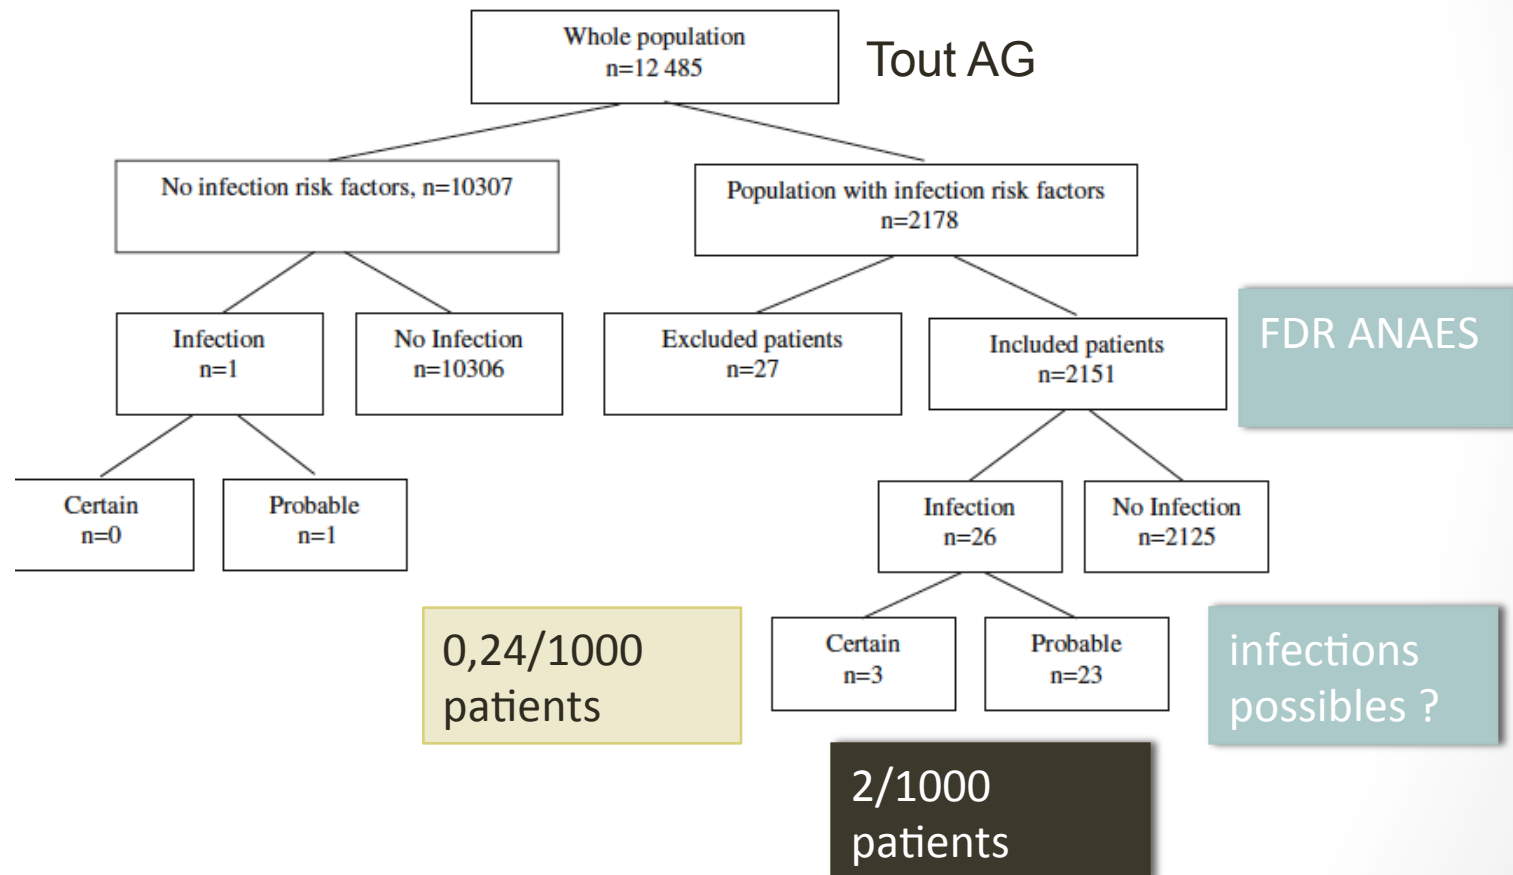 Whole population
n=12 485
Tout AG
No infection risk factors, n=10307
Population with infection risk factors
n=2178
Infection
n=1
No Infection
n=10306
Excluded patients
n=27
Included patients
n=2151
FDR ANAES
Certain
n=0
Probable
n=1
Infection
n=26
No Infection
n=2125
0,24/1000
patients
Certain
n=3
Probable
n=23
infections
possibles ?
2/1000
patients